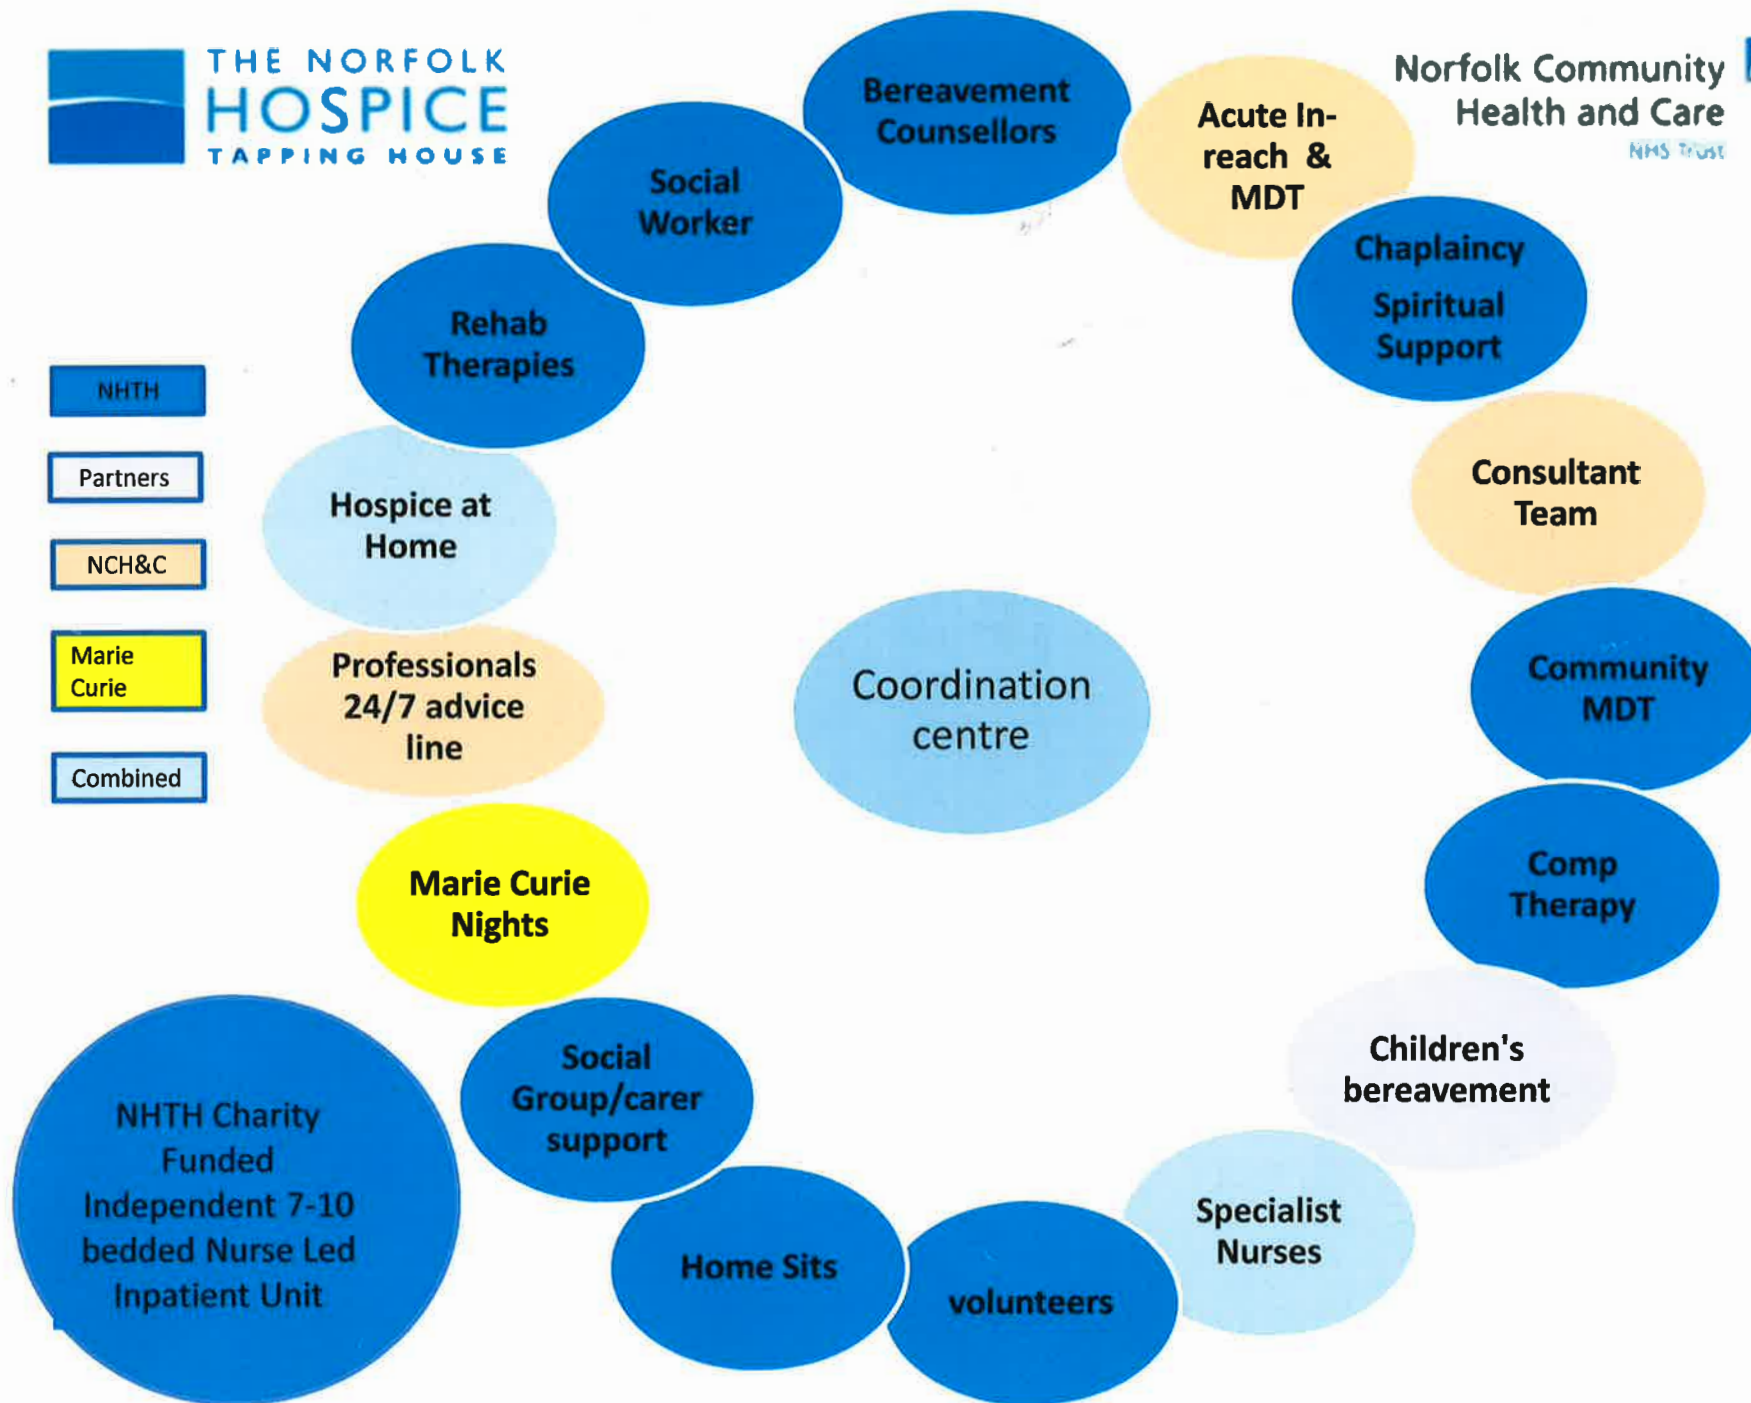 THE NORFOLK
HOSPICE
TAPPING HOUSE
Norfolk Community
Health and Care
NHS Trust
Bereavement
Counsellors
Acute In-
reach &
MDT
Social
Worker
Chaplaincy
Spiritual
Support
Rehab
Therapies
NHTH
Partners
NCH&C
Marie
Curie
Combined
Hospice at
Home
Consultant
Team
Professionals
24/7 advice
line
Coordination
centre
Community
MDT
Marie Curie
Nights
Comp
Therapy
Social
Group/carer
support
Children's
bereavement
NHTH Charity
Funded
Independent 7-10
bedded Nurse Led
Inpatient Unit
Home Sits
volunteers
Specialist
Nurses